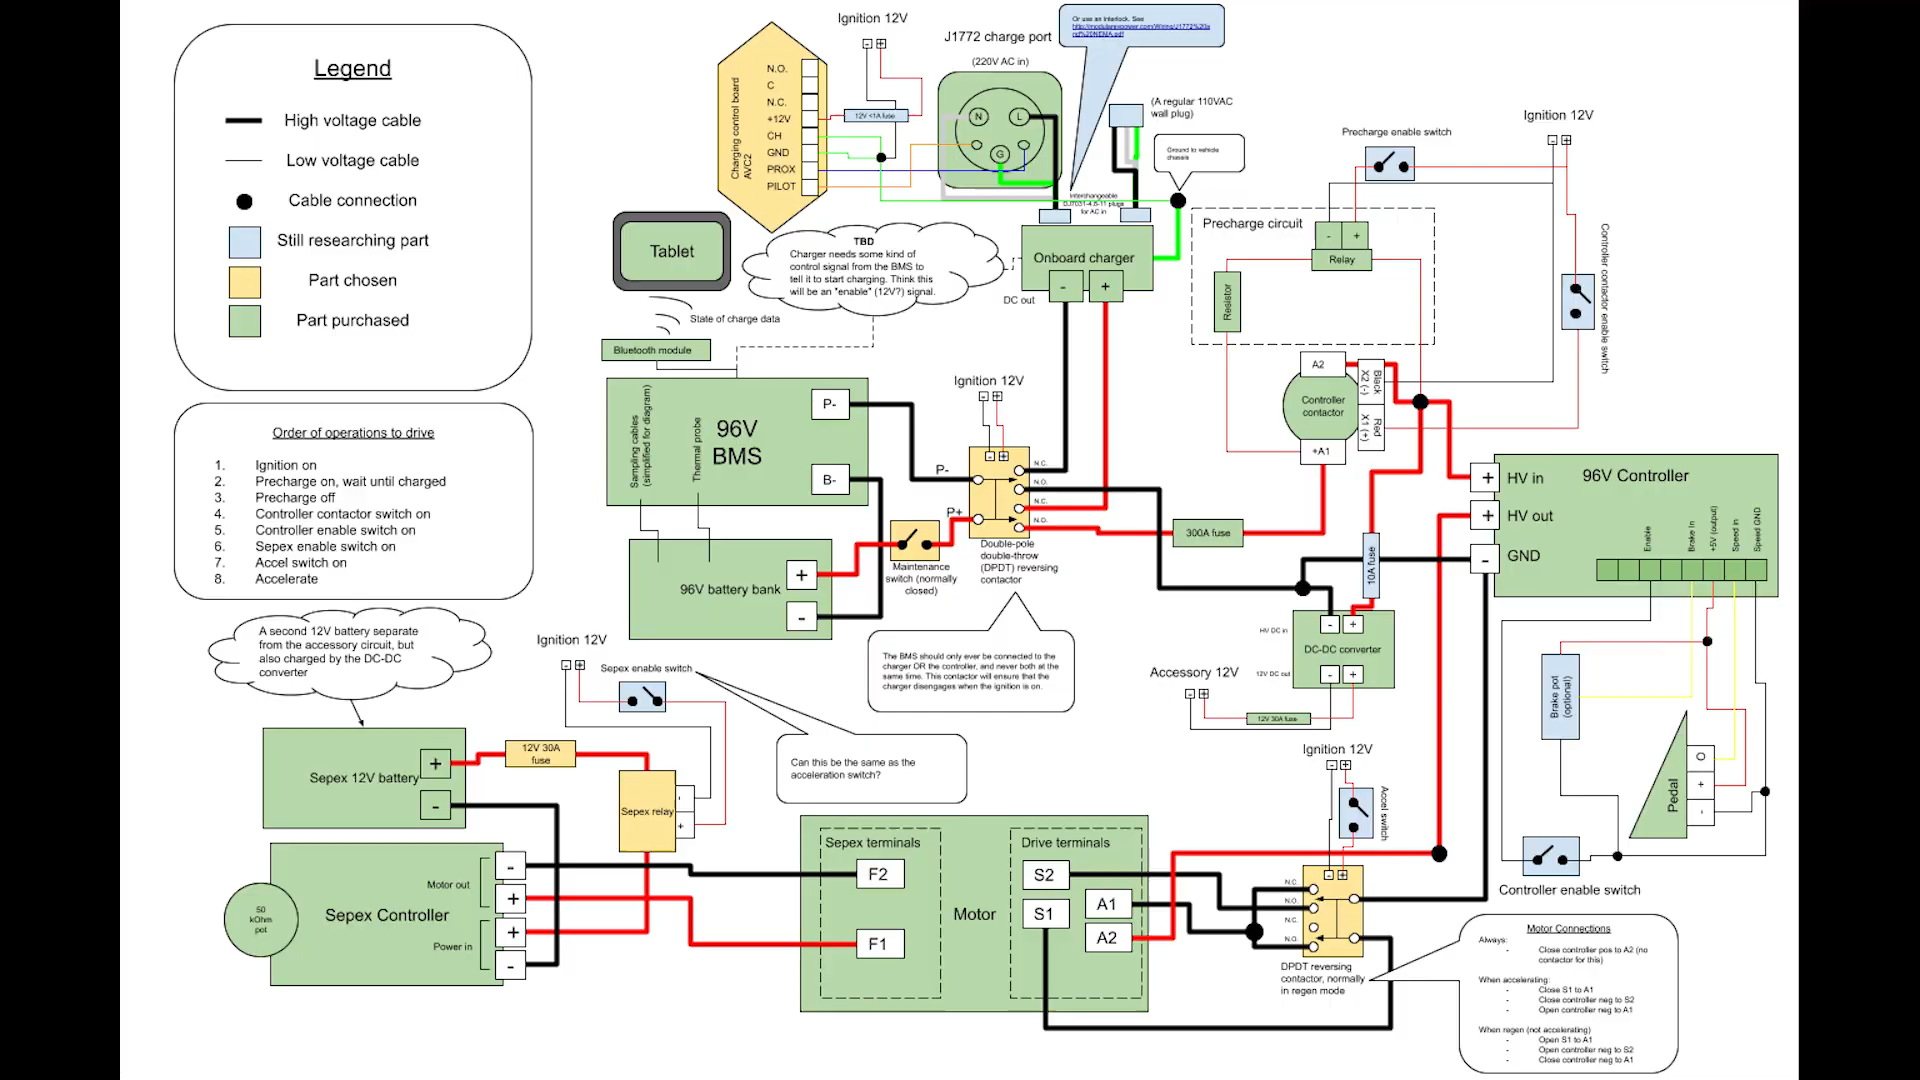 Legend
High voltage cable
Low voltage cable
Cable connection
Still researching part
Part chosen
Part purchased
Order of operations to drive
1. Ignition on
2. Precharge on, wait until charged
3. Precharge off
4. Controller contactor switch on
5. Controller enable switch on
6. Sepex enable switch on
7. Accel switch on
8. Accelerate
Ignition 12V
- +
Charging control board
AVC2
N.O.
C
N.C.
+12V
CH
GND
PROX
PILOT
12V <1A fuse
J1772 charge port
(220V AC in)
N
L
G
Or use an interlock. See
(A regular 110VAC
wall plug)
Ground to vehicle
chassis
Interchangeable
plugs
for AC in
Tablet
State of charge data
Bluetooth module
TBD
Charger needs some kind of
control signal from the BMS to
tell it to start charging. Think this
will be an "enable" (12V?) signal.
Onboard charger
- +
DC out
Precharge enable switch
Ignition 12V
- +
Precharge circuit
- +
Relay
Resistor
Controller contactor enable switch
A2
Controller
contactor
+A1
Black
X2 (-)
Red
X1 (+)
Sampling cables
(simplified for diagram)
Thermal probe
96V
BMS
P-
B-
96V battery bank
+
-
Ignition 12V
- +
P-
P+
N.C.
N.O.
N.C.
N.O.
Maintenance
switch (normally
closed)
Double-pole
double-throw
(DPDT) reversing
contactor
300A fuse
10A fuse
The BMS should only ever be connected to the
charger OR the controller, and never both at the
same time. This contactor will ensure that the
charger disengages when the ignition is on.
+ HV in
+ HV out
- GND
96V Controller
Enable
Brake In
+5V (output)
Speed in
Speed GND
HV DC in
- +
DC-DC converter
12V DC out
- +
Accessory 12V
- +
12V 30A fuse
Brake pot
(optional)
Pedal
O
+
-
Controller enable switch
A second 12V battery separate
from the accessory circuit, but
also charged by the DC-DC
converter
Ignition 12V
- +
Sepex enable switch
Can this be the same as the
acceleration switch?
Sepex 12V battery
+
-
12V 30A
fuse
Sepex relay
-
+
50
kOhm
pot
Sepex Controller
Motor out
Power in
-
+
+
-
Sepex terminals
F2
F1
Motor
Drive terminals
S2
S1
A1
A2
Ignition 12V
- +
Accel switch
- +
N.C.
N.O.
N.C.
N.O.
DPDT reversing
contactor, normally
in regen mode
Motor Connections
Always:
- Close controller pos to A2 (no
contactor for this)
When accelerating:
- Close S1 to A1
- Close controller neg to S2
- Open controller neg to A1
When regen (not accelerating)
- Open S1 to A1
- Open controller neg to S2
- Close controller neg to A1